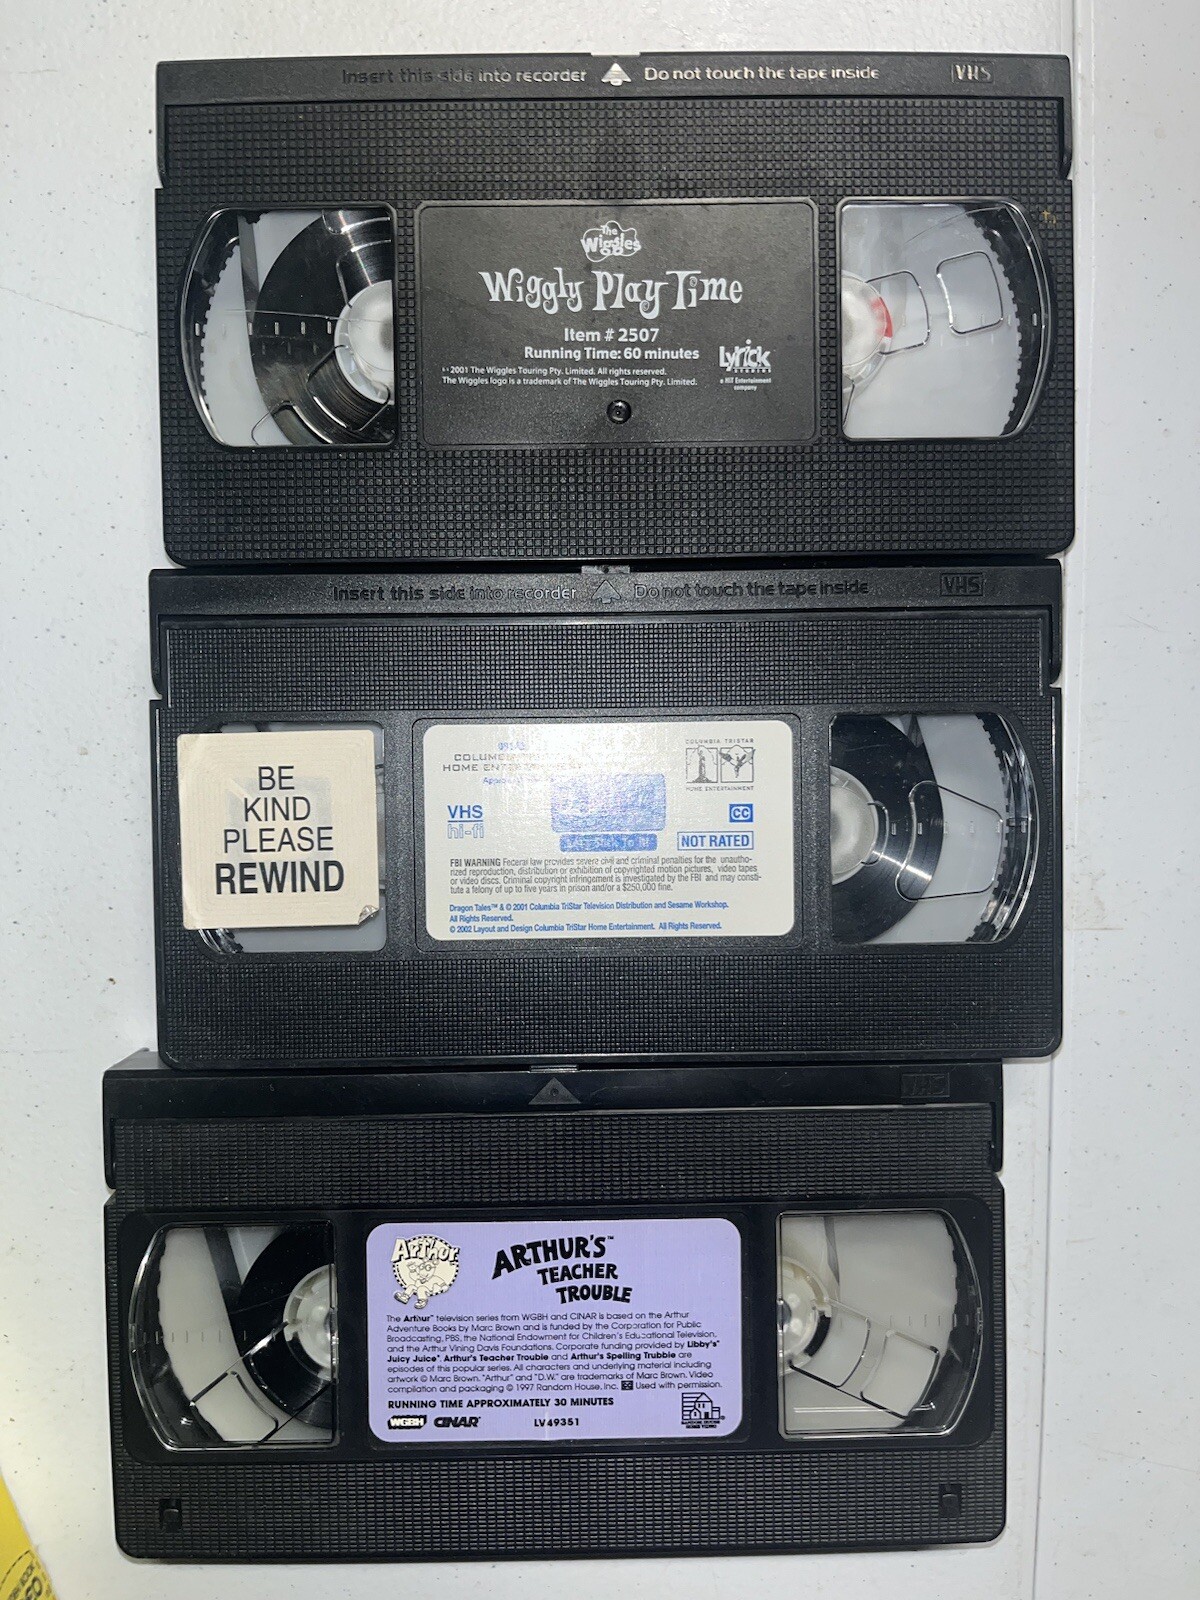 Insert this side into recorder Do not touch the tape inside VHS
The
Wiggles
Wiggly Play Time
Item # 2507
Running Time: 60 minutes
2001 The Wiggles Touring Pty. Limited. All rights reserved.
The Wiggles logo is a trademark of The Wiggles Touring Pty. Limited.
Lyrick
STUDIOS
a HIT Entertainment
company
Insert this side into recorder Do not touch the tape inside VHS
BE
KIND
PLEASE
REWIND
HOME
COLUMBIA TRISTAR
HOME ENTERTAINMENT
VHS
hi-fi
CC
NOT RATED
FBI WARNING Federal law provides severe civil and criminal penalties for the unautho-
rized reproduction, distribution or exhibition of copyrighted motion pictures, video tapes
or video discs. Criminal copyright infringement is investigated by the FBI and may consti-
tute a felony of up to five years in prison and/or a $250,000 fine.
Dragon Tales™ & © 2001 Columbia TriStar Television Distribution and Sesame Workshop.
All Rights Reserved.
© 2002 Layout and Design Columbia TriStar Home Entertainment. All Rights Reserved.
VHS
ARTHUR
ARTHUR'S™
TEACHER
TROUBLE
The Arthur™ television series from WGBH and CINAR is based on the Arthur
Adventure Books by Marc Brown and is funded by the Corporation for Public
Broadcasting, PBS, the National Endowment for Children's Educational Television,
and the Arthur Vining Davis Foundations. Corporate funding provided by Libby's®
Juicy Juice®. Arthur's Teacher Trouble and Arthur's Spelling Trubble are
episodes of this popular series. All characters and underlying material including
artwork © Marc Brown. "Arthur" and "D.W." are trademarks of Marc Brown. Video
compilation and packaging © 1997 Random House, Inc. Used with permission.
RUNNING TIME APPROXIMATELY 30 MINUTES
WGBH CINAR® LV49351
RANDOM HOUSE
HOME VIDEO